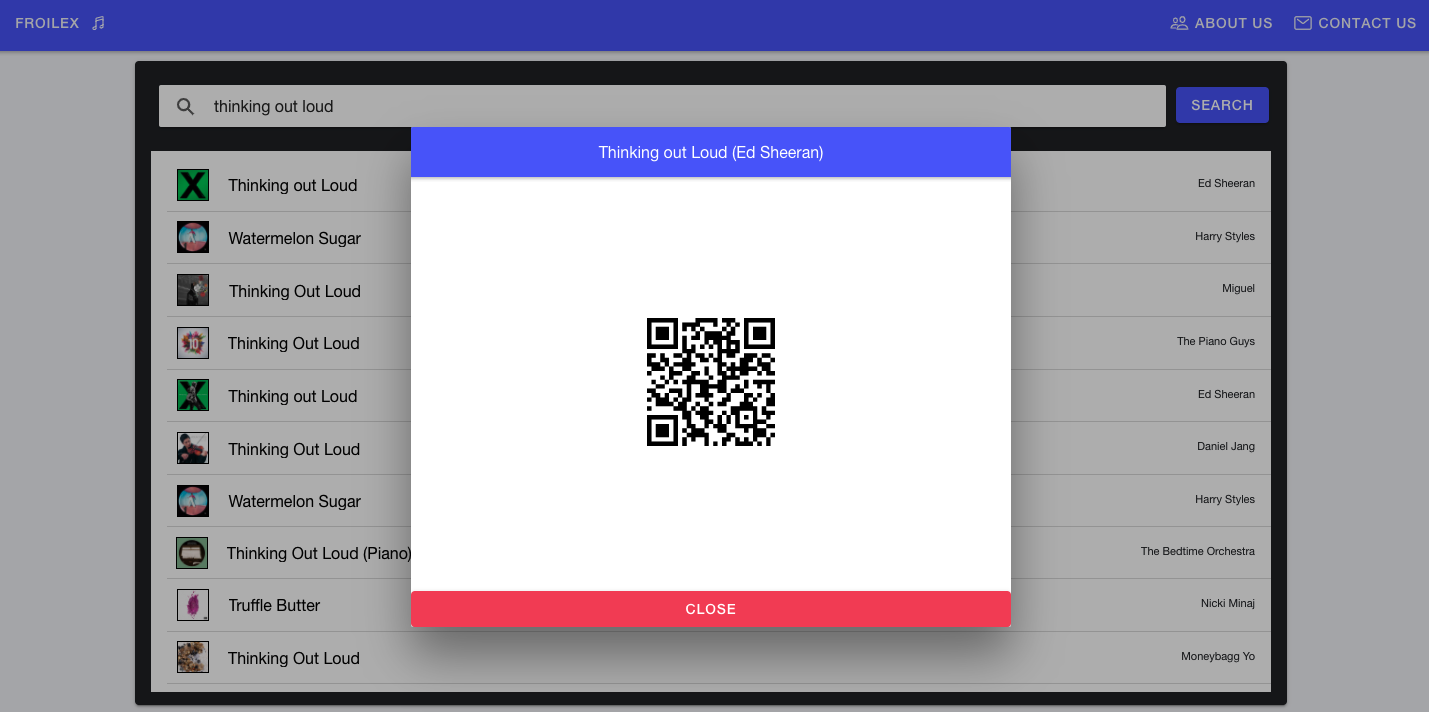 FROILEX
ABOUT US
CONTACT US
thinking out loud
SEARCH
Thinking out Loud (Ed Sheeran)
Thinking out Loud
Ed Sheeran
Watermelon Sugar
Harry Styles
Thinking Out Loud
Miguel
Thinking Out Loud
The Piano Guys
Thinking out Loud
Ed Sheeran
Thinking Out Loud
Daniel Jang
Watermelon Sugar
Harry Styles
Thinking Out Loud (Piano)
The Bedtime Orchestra
Truffle Butter
Nicki Minaj
CLOSE
Thinking Out Loud
Moneybagg Yo